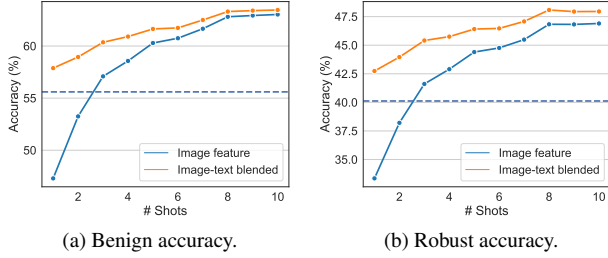 Accuracy (%)
60
55
50
Image feature
Image-text blended
2 4 6 8 10
# Shots
(a) Benign accuracy.
Accuracy (%)
47.5
45.0
42.5
40.0
37.5
35.0
Image feature
Image-text blended
2 4 6 8 10
# Shots
(b) Robust accuracy.